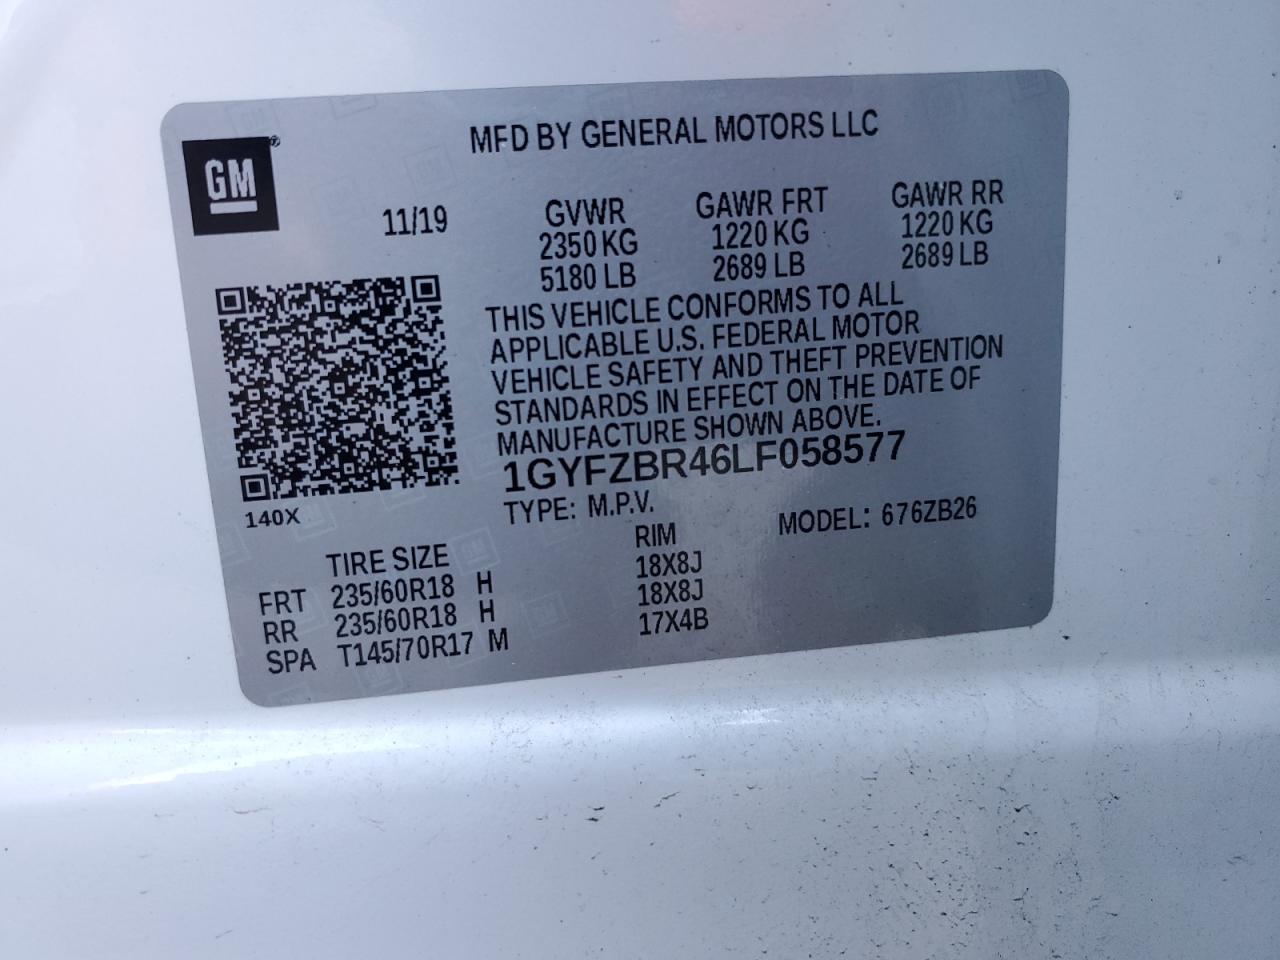 MFD BY GENERAL MOTORS LLC
GM
11/19
GVWR
2350 KG
5180 LB
GAWR FRT
1220 KG
2689 LB
GAWR RR
1220 KG
2689 LB
THIS VEHICLE CONFORMS TO ALL
APPLICABLE U.S. FEDERAL MOTOR
VEHICLE SAFETY AND THEFT PREVENTION
STANDARDS IN EFFECT ON THE DATE OF
MANUFACTURE SHOWN ABOVE.
1GYFZBR46LF058577
140X
TYPE: M.P.V. MODEL: 676ZB26
TIRE SIZE RIM
FRT 235/60R18 H 18X8J
RR 235/60R18 H 18X8J
SPA T145/70R17 M 17X4B